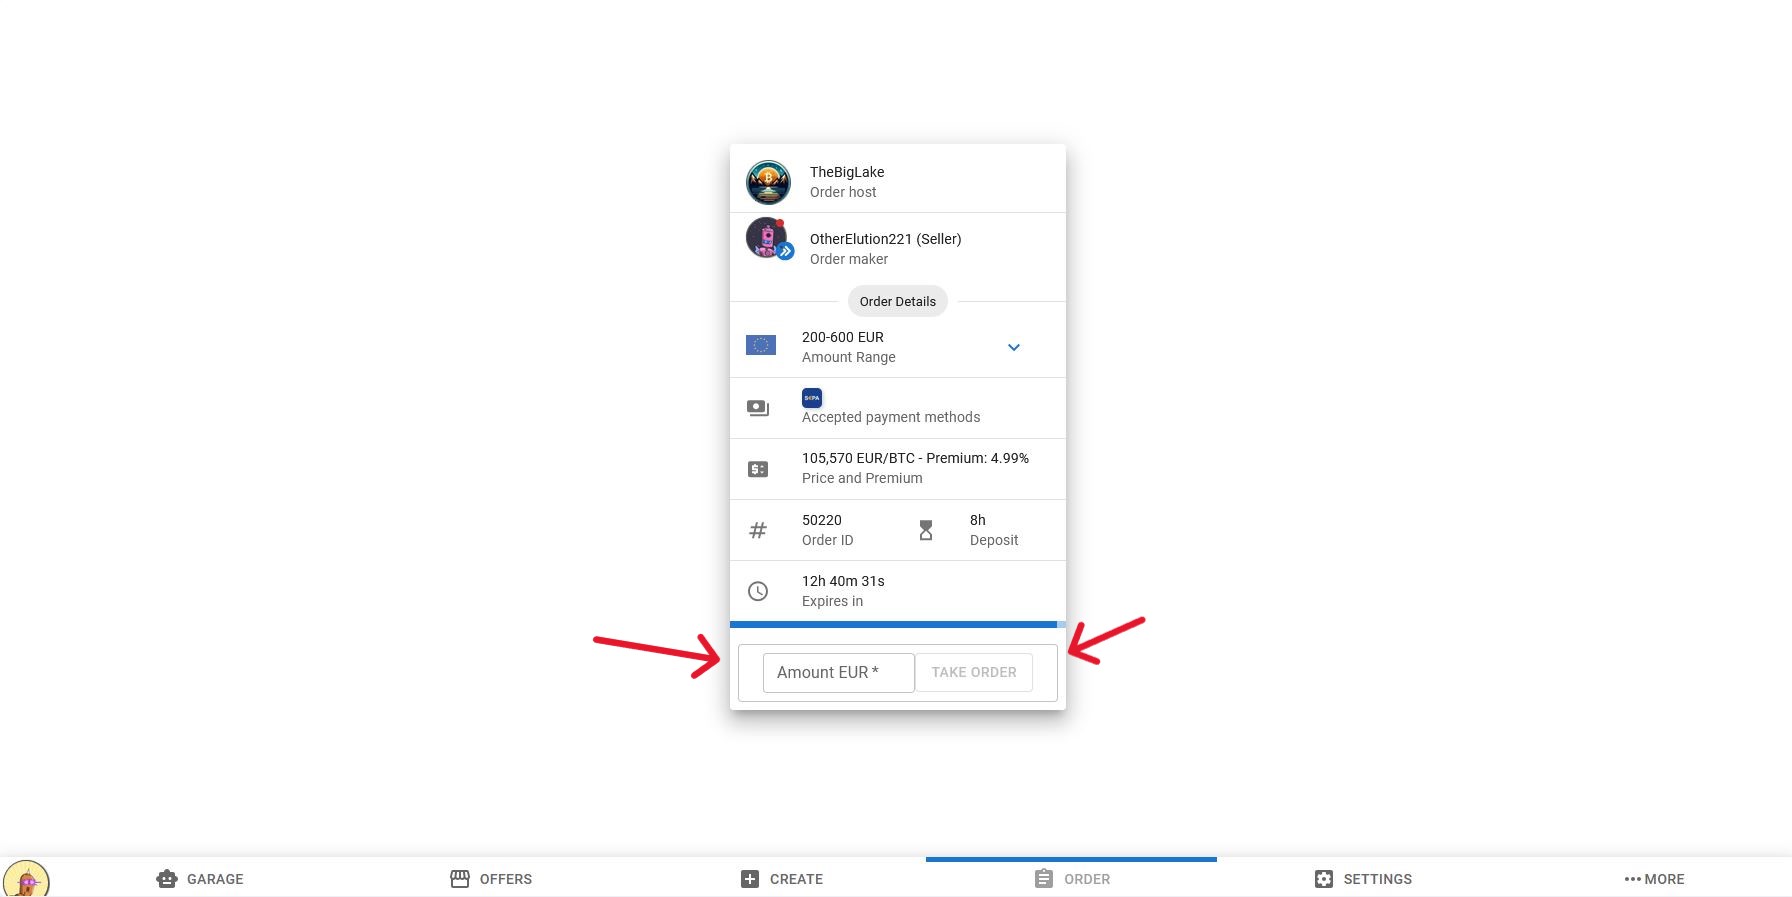 TheBigLake
Order host
OtherElution221 (Seller)
Order maker
Order Details
200-600 EUR
Amount Range
S€PA
Accepted payment methods
105,570 EUR/BTC - Premium: 4.99%
Price and Premium
50220
Order ID
8h
Deposit
12h 40m 31s
Expires in
Amount EUR *
TAKE ORDER
GARAGE
OFFERS
CREATE
ORDER
SETTINGS
MORE